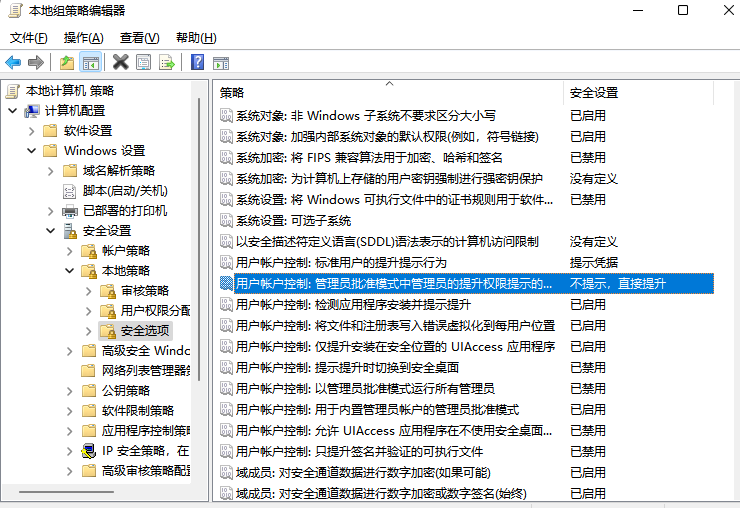 本地组策略编辑器
文件(F) 操作(A) 查看(V) 帮助(H)
本地计算机 策略
计算机配置
软件设置
Windows 设置
域名解析策略
脚本(启动/关机)
已部署的打印机
安全设置
帐户策略
本地策略
审核策略
用户权限分配
安全选项
高级安全 Windo
网络列表管理器策
公钥策略
软件限制策略
应用程序控制策略
IP 安全策略，在
高级审核策略配置
策略 安全设置
系统对象: 非 Windows 子系统不要求区分大小写 已启用
系统对象: 加强内部系统对象的默认权限(例如，符号链接) 已启用
系统加密: 将 FIPS 兼容算法用于加密、哈希和签名 已禁用
系统加密: 为计算机上存储的用户密钥强制进行强密钥保护 没有定义
系统设置: 将 Windows 可执行文件中的证书规则用于软件... 已禁用
系统设置: 可选子系统
以安全描述符定义语言(SDDL)语法表示的计算机访问限制 没有定义
用户帐户控制: 标准用户的提升提示行为 提示凭据
用户帐户控制: 管理员批准模式中管理员的提升权限提示的... 不提示，直接提升
用户帐户控制: 检测应用程序安装并提示提升 已启用
用户帐户控制: 将文件和注册表写入错误虚拟化到每用户位置 已启用
用户帐户控制: 仅提升安装在安全位置的 UIAccess 应用程序 已启用
用户帐户控制: 提示提升时切换到安全桌面 已禁用
用户帐户控制: 以管理员批准模式运行所有管理员 已禁用
用户帐户控制: 用于内置管理员帐户的管理员批准模式 已启用
用户帐户控制: 允许 UIAccess 应用程序在不使用安全桌面... 已禁用
用户帐户控制: 只提升签名并验证的可执行文件 已禁用
域成员: 对安全通道数据进行数字加密(如果可能) 已启用
域成员: 对安全通道数据进行数字加密或数字签名(始终) 已启用